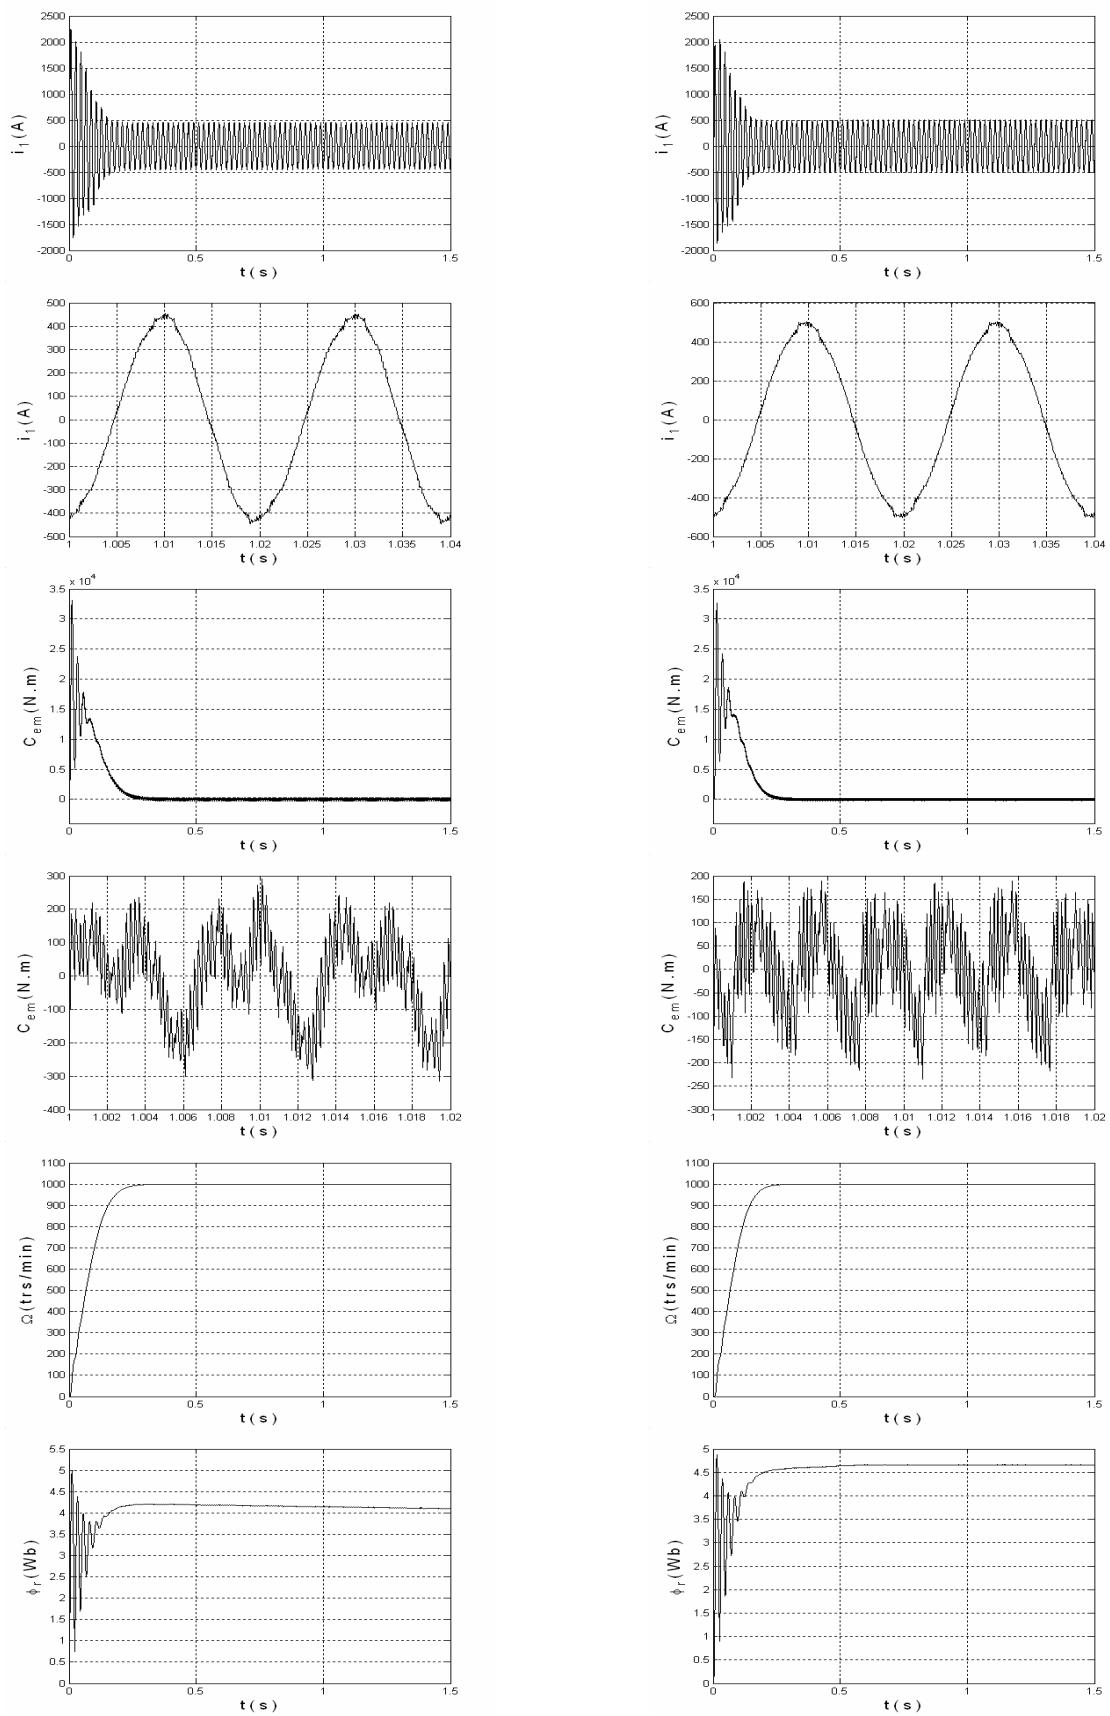 2500 2000 1500 1000 500 0 -500 -1000 -1500 -2000
i1(A)
0 0.5 1 1.5
t(s)
2500 2000 1500 1000 500 0 -500 -1000 -1500 -2000
i1(A)
0 0.5 1 1.5
t(s)
500 400 300 200 100 0 -100 -200 -300 -400 -500
i1(A)
1 1.005 1.01 1.015 1.02 1.025 1.03 1.035 1.04
t(s)
600 400 200 0 -200 -400 -600
i1(A)
1 1.005 1.01 1.015 1.02 1.025 1.03 1.035 1.04
t(s)
x 10^4
3.5 3 2.5 2 1.5 1 0.5 0
Cem(N.m)
0 0.5 1 1.5
t(s)
x 10^4
3.5 3 2.5 2 1.5 1 0.5 0
Cem(N.m)
0 0.5 1 1.5
t(s)
300 200 100 0 -100 -200 -300 -400
Cem(N.m)
1 1.002 1.004 1.006 1.008 1.01 1.012 1.014 1.016 1.018 1.02
t(s)
200 150 100 50 0 -50 -100 -150 -200 -250 -300
Cem(N.m)
1 1.002 1.004 1.006 1.008 1.01 1.012 1.014 1.016 1.018 1.02
t(s)
1100 1000 900 800 700 600 500 400 300 200 100 0
Ω(trs/min)
0 0.5 1 1.5
t(s)
1100 1000 900 800 700 600 500 400 300 200 100 0
Ω(trs/min)
0 0.5 1 1.5
t(s)
5.5 5 4.5 4 3.5 3 2.5 2 1.5 1 0.5 0
ϕr(Wb)
0 0.5 1 1.5
t(s)
5 4.5 4 3.5 3 2.5 2 1.5 1 0.5 0
ϕr(Wb)
0 0.5 1 1.5
t(s)